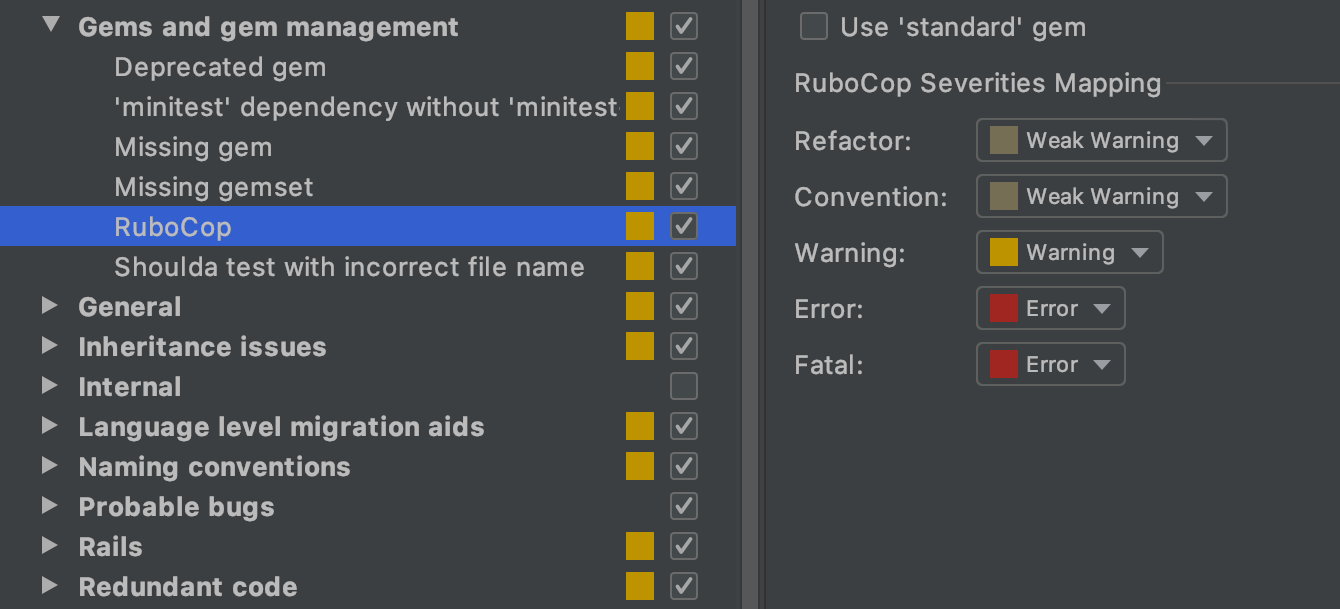 Gems and gem management
Deprecated gem
'minitest' dependency without 'minitest-
Missing gem
Missing gemset
RuboCop
Shoulda test with incorrect file name
General
Inheritance issues
Internal
Language level migration aids
Naming conventions
Probable bugs
Rails
Redundant code
Use 'standard' gem
RuboCop Severities Mapping
Refactor: Weak Warning
Convention: Weak Warning
Warning: Warning
Error: Error
Fatal: Error